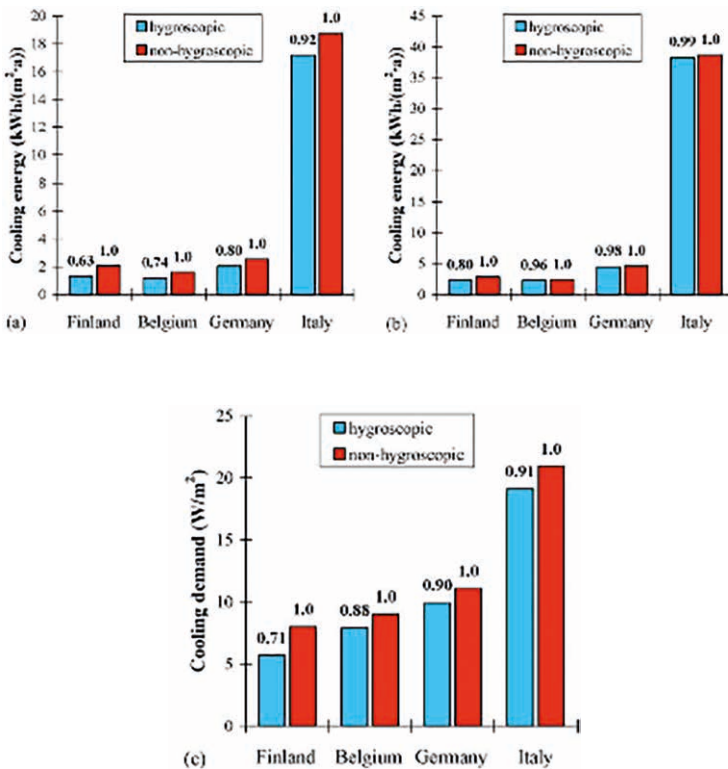 20
18
16
14
12
10
8
6
4
2
0
Cooling energy (kWh/(m²·a))
hygroscopic
non-hygroscopic
0.63 1.0
0.74 1.0
0.80 1.0
0.92 1.0
Finland Belgium Germany Italy
(a)
45
40
35
30
25
20
15
10
5
0
Cooling energy (kWh/(m²·a))
hygroscopic
non-hygroscopic
0.80 1.0
0.96 1.0
0.98 1.0
0.99 1.0
Finland Belgium Germany Italy
(b)
25
20
15
10
5
0
Cooling demand (W/m²)
hygroscopic
non-hygroscopic
0.71 1.0
0.88 1.0
0.90 1.0
0.91 1.0
Finland Belgium Germany Italy
(c)